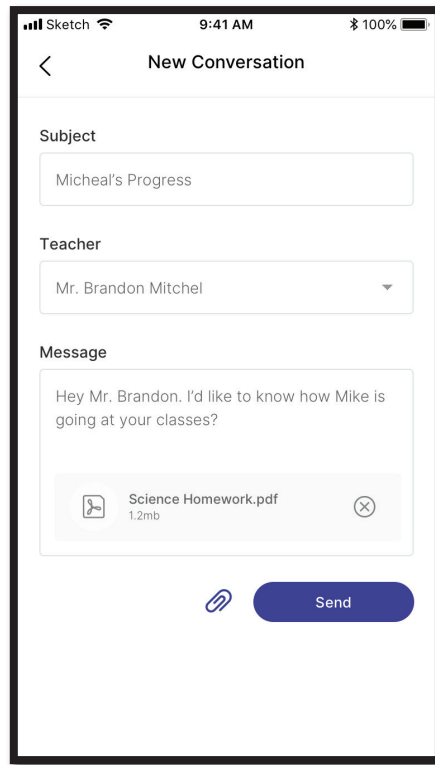 Sketch 9:41 AM 100%
New Conversation
Subject
Micheal's Progress
Teacher
Mr. Brandon Mitchel
Message
Hey Mr. Brandon. I'd like to know how Mike is
going at your classes?
Science Homework.pdf
1.2mb
Send